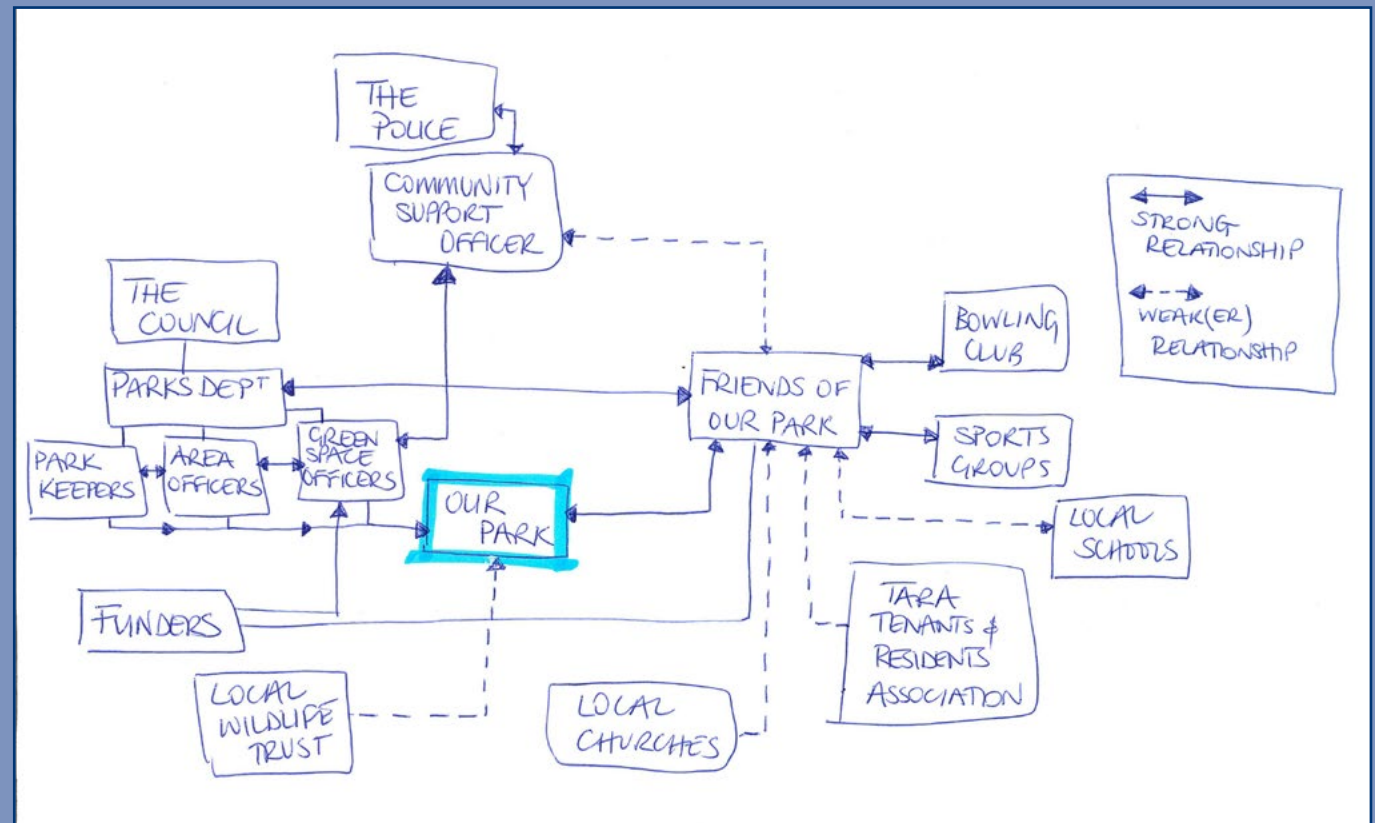 THE
POLICE
COMMUNITY
SUPPORT
OFFICER
THE
COUNCIL
PARKS DEPT
PARK
KEEPERS
AREA
OFFICERS
GREEN
SPACE
OFFICERS
OUR
PARK
FUNDERS
LOCAL
WILDLIFE
TRUST
LOCAL
CHURCHES
FRIENDS OF
OUR PARK
BOWLING
CLUB
SPORTS
GROUPS
LOCAL
SCHOOLS
TARA
TENANTS &
RESIDENTS
ASSOCIATION
STRONG
RELATIONSHIP
WEAK(ER)
RELATIONSHIP